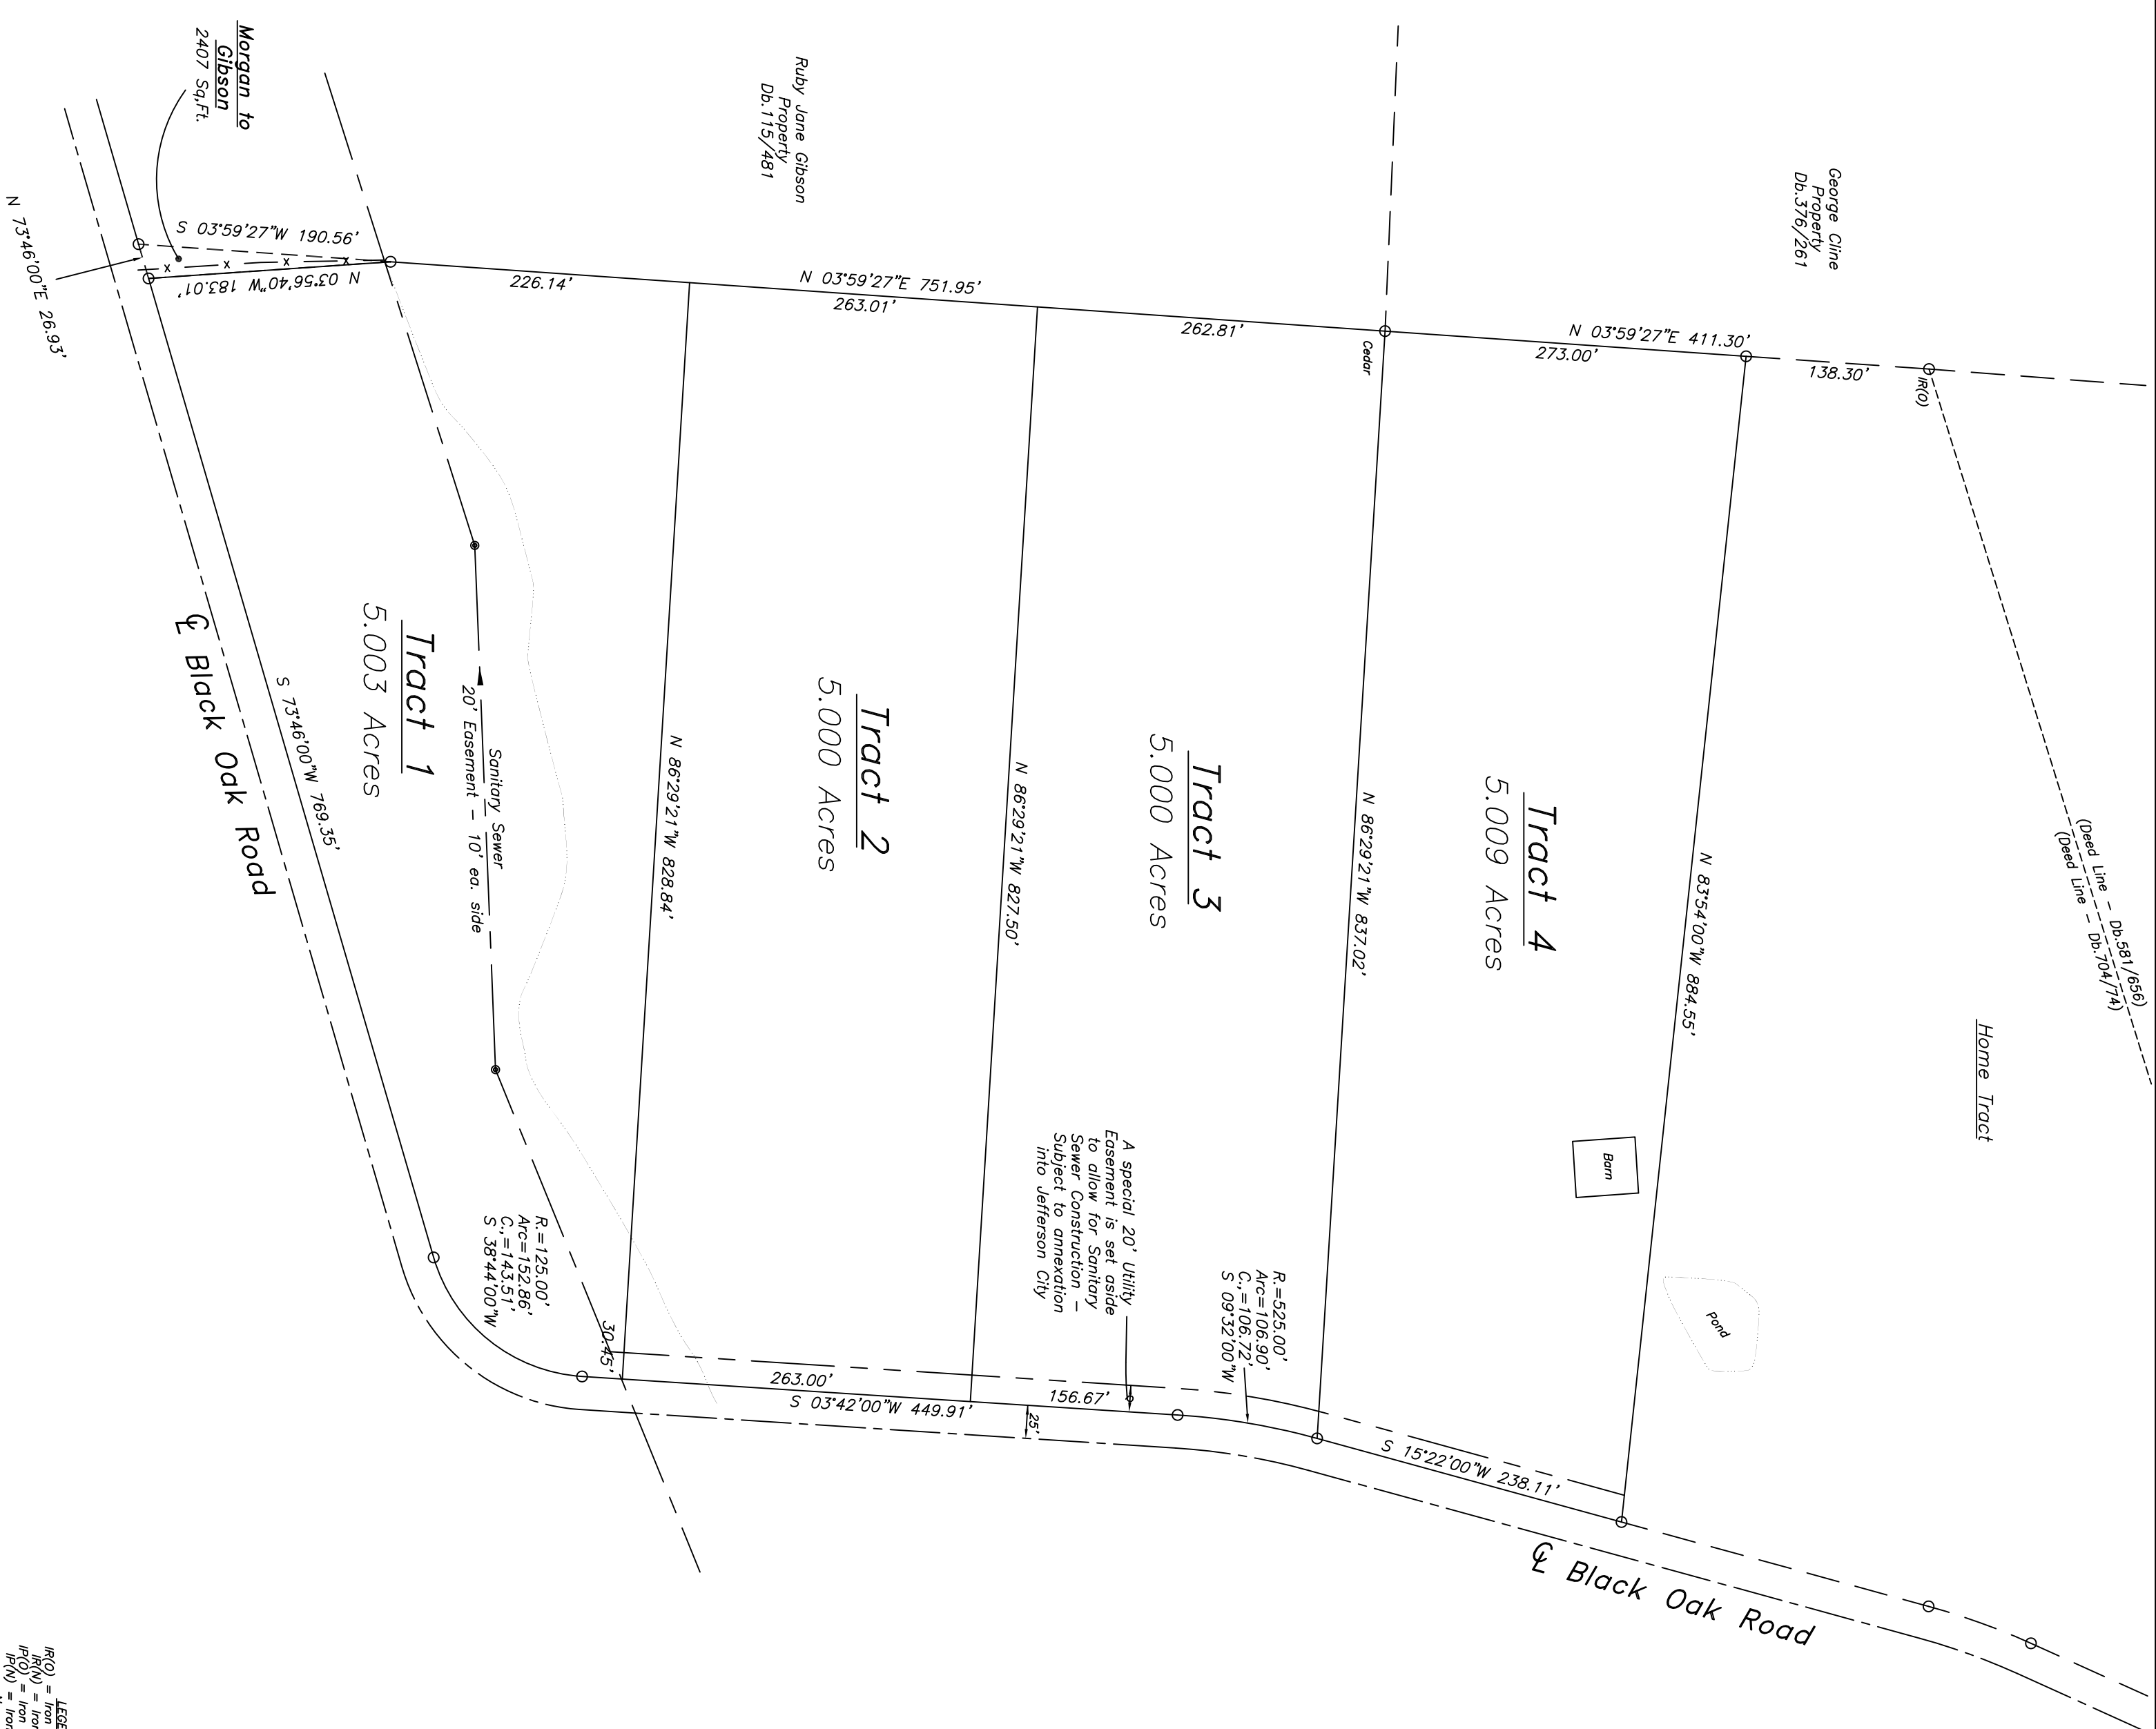 Morgan to
Gibson
2407 Sq,Ft.
Ruby Jane Gibson
Property
Db.115/481
George Cline
Property
Db.376/261
N 73°46'00"E 26.93'
S 03°59'27"W 190.56'
N 03°56'40"W 183.01'
N 03°59'27"E 751.95'
226.14'
263.01'
262.81'
Cedar
N 03°59'27"E 411.30'
273.00'
138.30'
IR(O)
(Deed Line - Db.581/656)
(Deed Line - Db.704/74)
Home Tract
Tract 4
5.009 Acres
N 83°54'00"W 884.55'
Barn
Pond
Tract 3
5.000 Acres
N 86°29'21"W 837.02'
Tract 2
5.000 Acres
N 86°29'21"W 827.50'
Tract 1
5.003 Acres
N 86°29'21"W 828.84'
Sanitary Sewer
20' Easement - 10' ea. side
S 73°46'00"W 769.35'
℄ Black Oak Road
A special 20' Utility
Easement is set aside
to allow for Sanitary
Sewer Construction -
Subject to annexation
into Jefferson City
R.=525.00'
Arc=106.90'
C.,=106.72'
S 09°32'00"W
R.=125.00'
Arc=152.86'
C.,=143.51'
S 38°44'00"W
30.45'
263.00'
156.67'
S 03°42'00"W 449.91'
25'
S 15°22'00"W 238.11'
℄ Black Oak Road
IR(O) = Iron
IR(N) = Iron
IP(O) = Iron
IP(N) = Iron